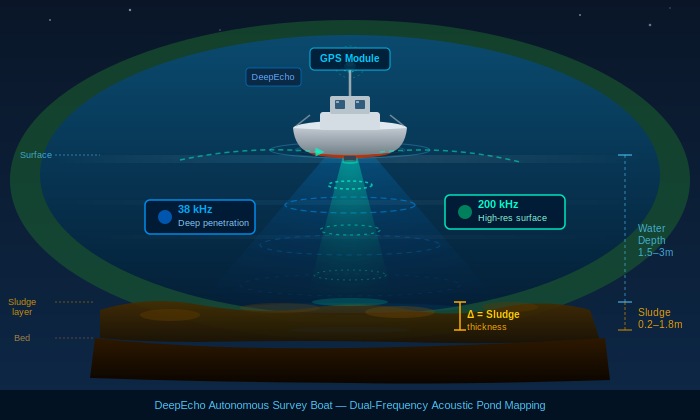 GPS Module
DeepEcho
Surface
38 kHz
Deep penetration
200 kHz
High-res surface
Water
Depth
1.5–3m
Sludge
layer
Δ = Sludge
thickness
Sludge
0.2–1.8m
Bed
DeepEcho Autonomous Survey Boat — Dual-Frequency Acoustic Pond Mapping